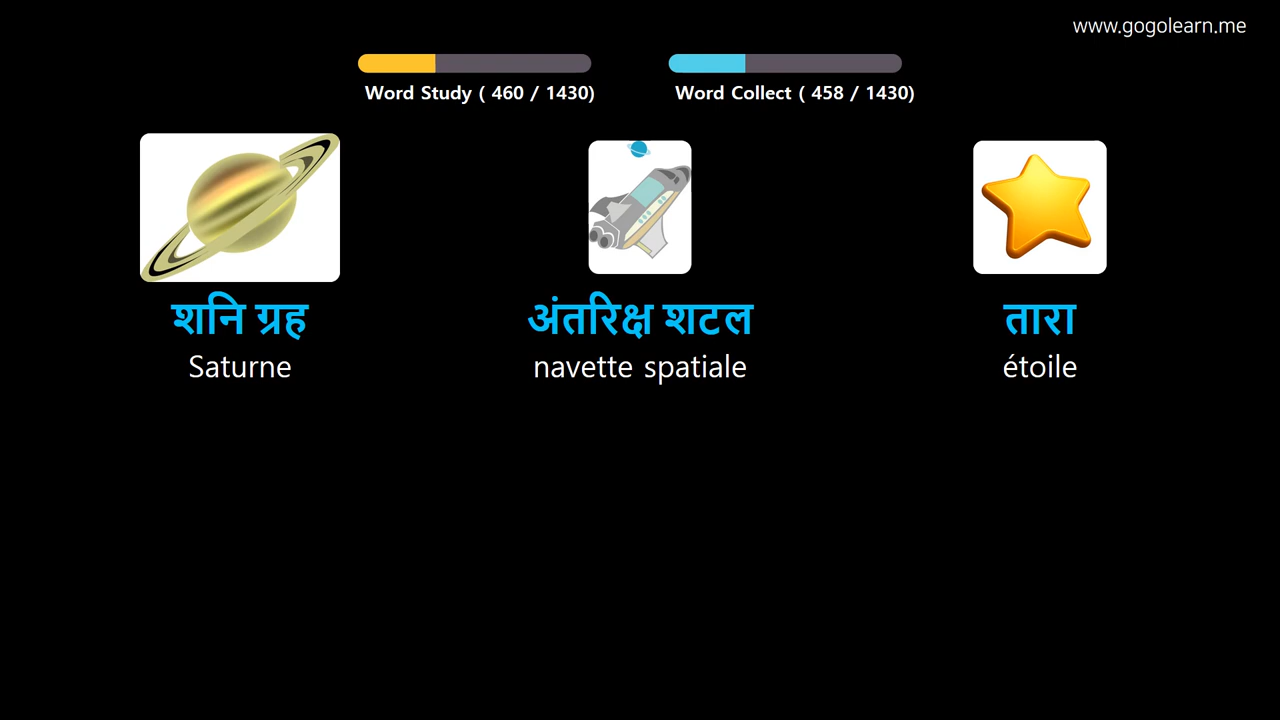 www.gogolearn.me
Word Study ( 460 / 1430)
Word Collect ( 458 / 1430)
शनि ग्रह
Saturne
अंतरिक्ष शटल
navette spatiale
तारा
étoile